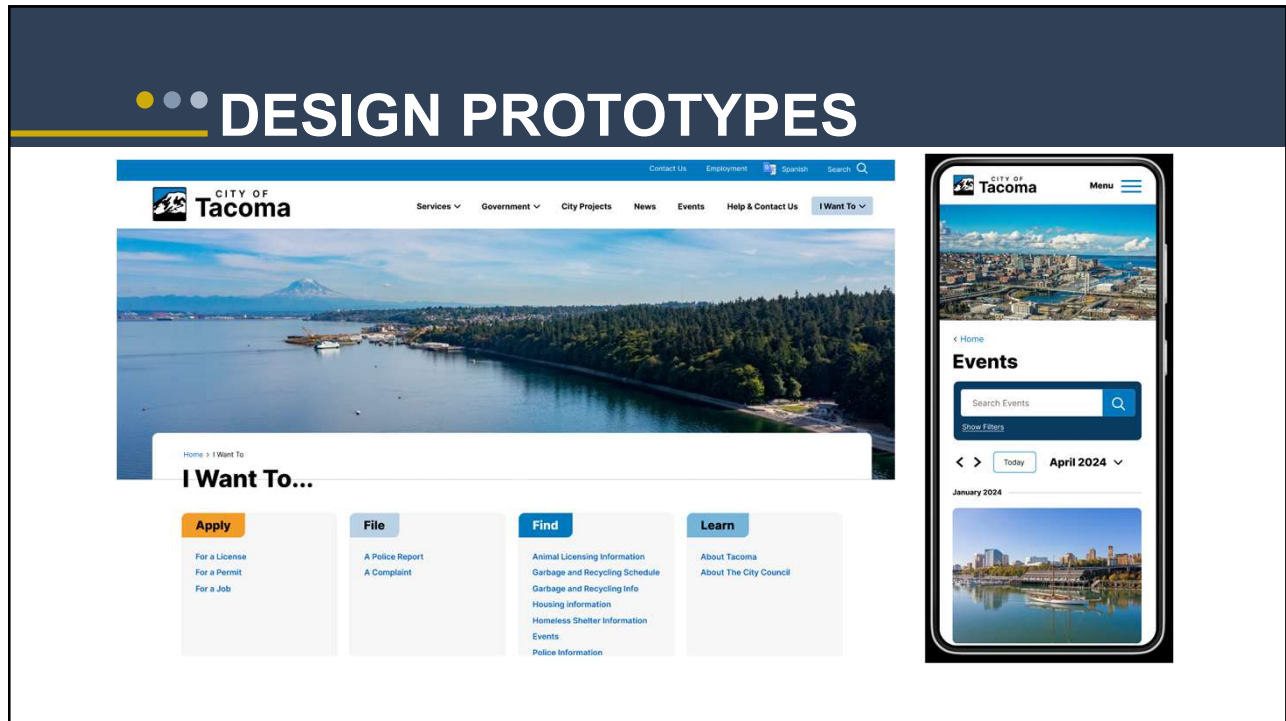 DESIGN PROTOTYPES
Contact Us Employment Spanish Search
CITY OF
Tacoma
Services Government City Projects News Events Help & Contact Us I Want To
Home > I Want To
I Want To...
Apply
For a License
For a Permit
For a Job
File
A Police Report
A Complaint
Find
Animal Licensing Information
Garbage and Recycling Schedule
Garbage and Recycling Info
Housing information
Homeless Shelter Information
Events
Police Information
Learn
About Tacoma
About The City Council
CITY OF
Tacoma
Menu
< Home
Events
Search Events
Show Filters
< > Today April 2024
January 2024